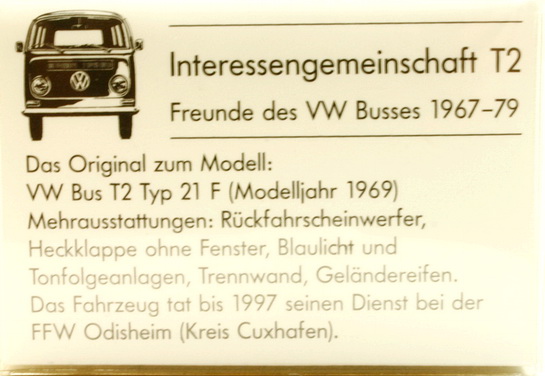 Interessengemeinschaft T2
Freunde des VW Busses 1967–79
Das Original zum Modell:
VW Bus T2 Typ 21 F (Modelljahr 1969)
Mehrausstattungen: Rückfahrscheinwerfer,
Heckklappe ohne Fenster, Blaulicht und
Tonfolgeanlagen, Trennwand, Geländereifen.
Das Fahrzeug tat bis 1997 seinen Dienst bei der
FFW Odisheim (Kreis Cuxhafen).